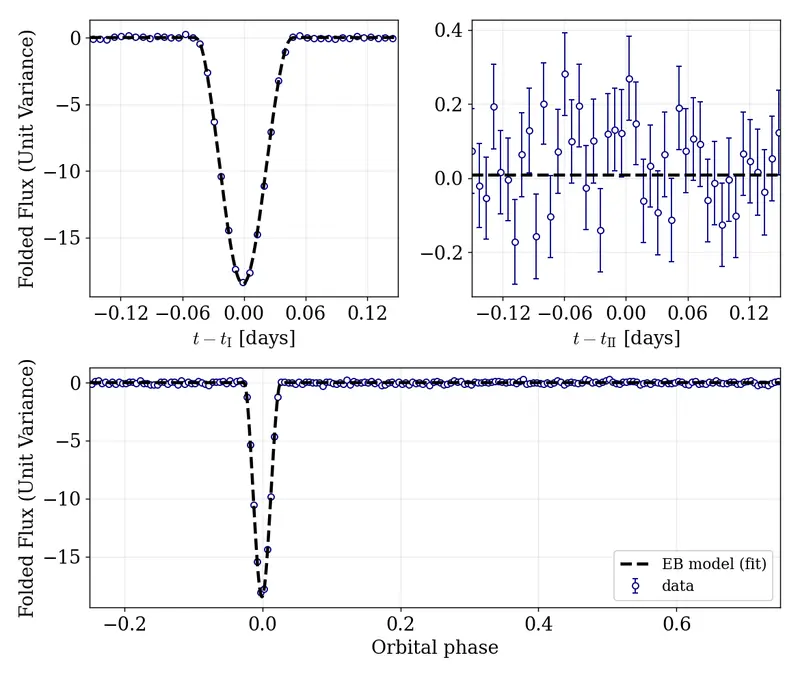 0
−5
−10
−15
Folded Flux (Unit Variance)
−0.12 −0.06 0.00 0.06 0.12
t − tI [days]
0.4
0.2
0.0
−0.2
−0.12 −0.06 0.00 0.06 0.12
t − tII [days]
0
−5
−10
−15
Folded Flux (Unit Variance)
EB model (fit)
data
−0.2 0.0 0.2 0.4 0.6
Orbital phase